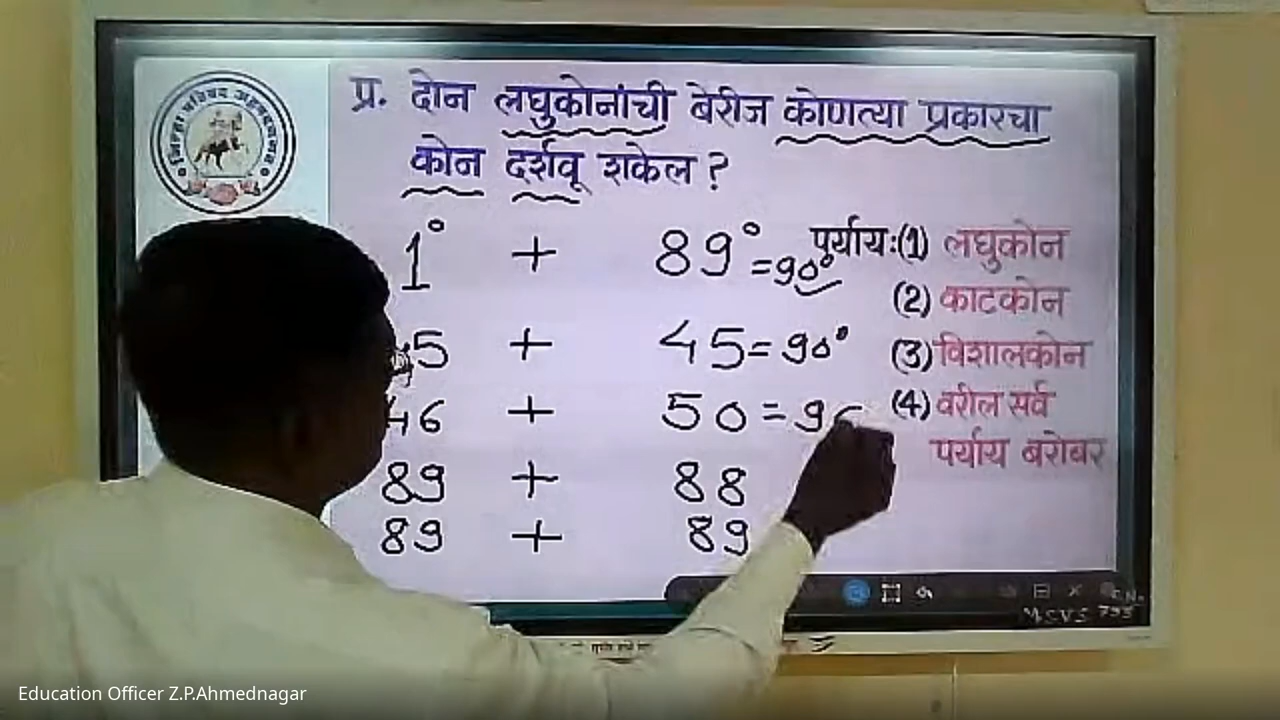 प्र. दोन लघुकोनांची बेरीज कोणत्या प्रकारचा
कोन दर्शवू शकेल ?
1° + 89° = 90°
45 + 45 = 90°
46 + 50 = 96
89 + 88
89 + 89
पर्यायः(1) लघुकोन
(2) काटकोन
(3) विशालकोन
(4) वरील सर्व
पर्याय बरोबर
Education Officer Z.P.Ahmednagar